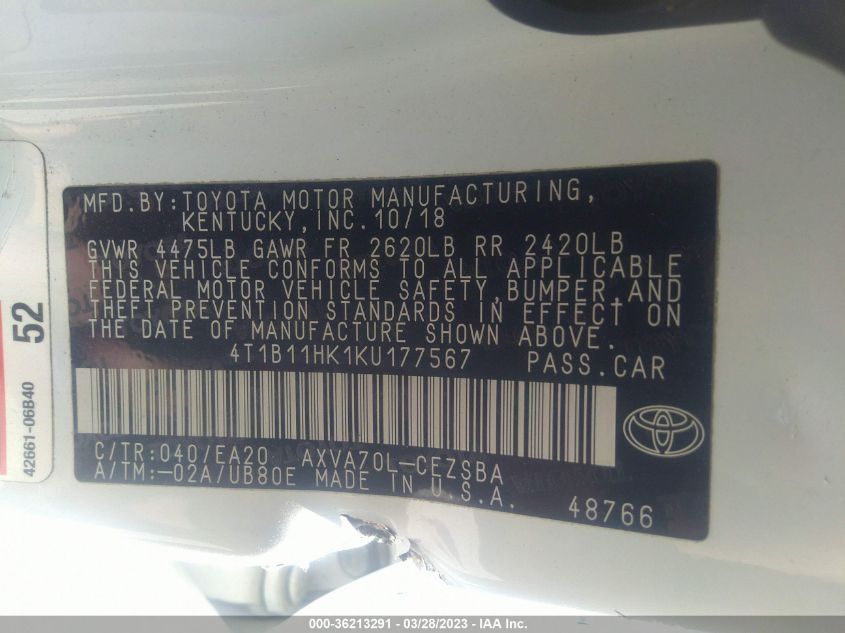 MFD.BY:TOYOTA MOTOR MANUFACTURING,
KENTUCKY,INC.10/18
GVWR 4475LB GAWR FR 2620LB RR 2420LB
THIS VEHICLE CONFORMS TO ALL APPLICABLE
FEDERAL MOTOR VEHICLE SAFETY,BUMPER,AND
THEFT PREVENTION STANDARDS IN EFFECT ON
THE DATE OF MANUFACTURE SHOWN ABOVE.
4T1B11HK1KU177567 PASS.CAR
C/TR:040/EA20 AXVA70L-CEZSBA
A/TM:-02A/UB80E MADE IN U.S.A.
48766
52
42661-06B40
000-36213291 - 03/28/2023 - IAA Inc.